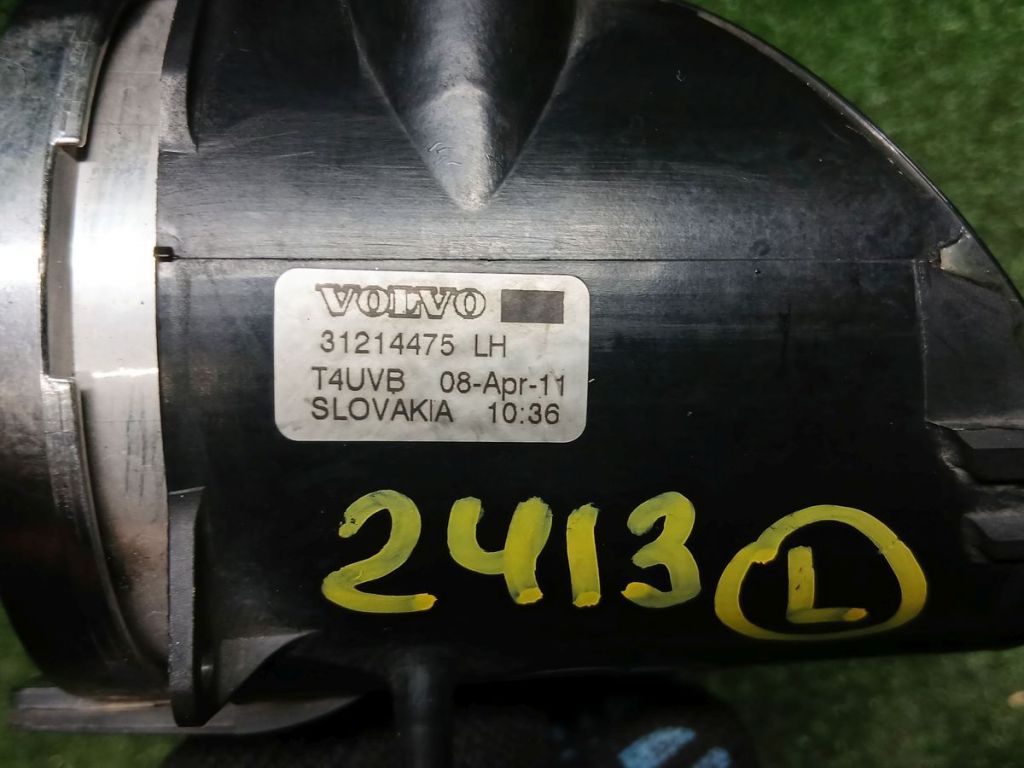 VOLVO
31214475 LH
T4UVB 08-Apr-11
SLOVAKIA 10:36
2413 L